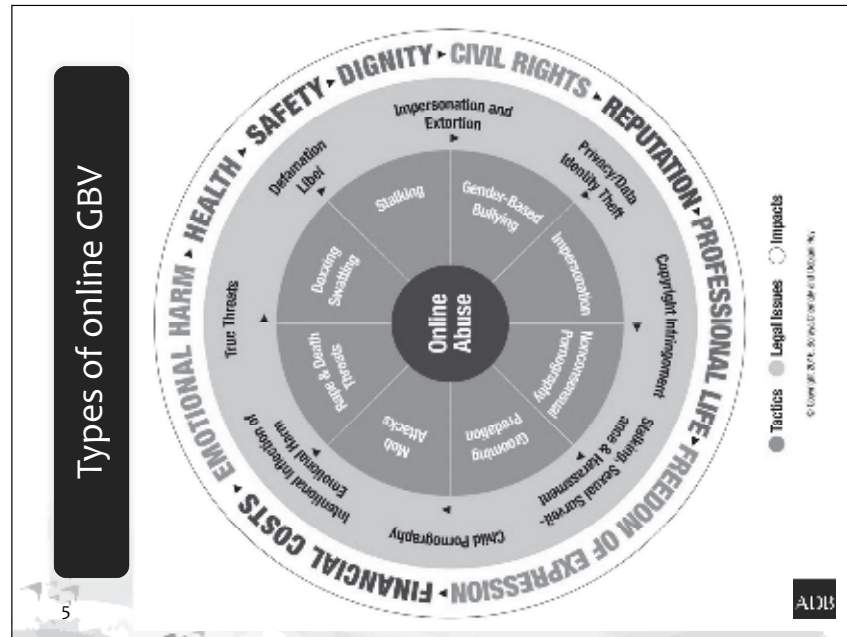 Types of online GBV
CIVIL RIGHTS
REPUTATION
PROFESSIONAL LIFE
FREEDOM OF EXPRESSION
FINANCIAL COSTS
EMOTIONAL HARM
HEALTH
SAFETY
DIGNITY
Impersonation and
Extortion
Privacy/Data
Identity Theft
Copyright Infringement
Stalking, Sexual Surveil-
ance & Harassment
Child Pornography
Intentional Infliction of
Emotional Harm
True Threats
Defamation
Libel
Gender-Based
Bullying
Impersonation
Nonconsensual
Pornography
Grooming
Predation
Mob
Attacks
Rape & Death
Threats
Doxxing
Swatting
Stalking
Online
Abuse
Tactics
Legal Issues
Impacts
© Copyright
5
ADB